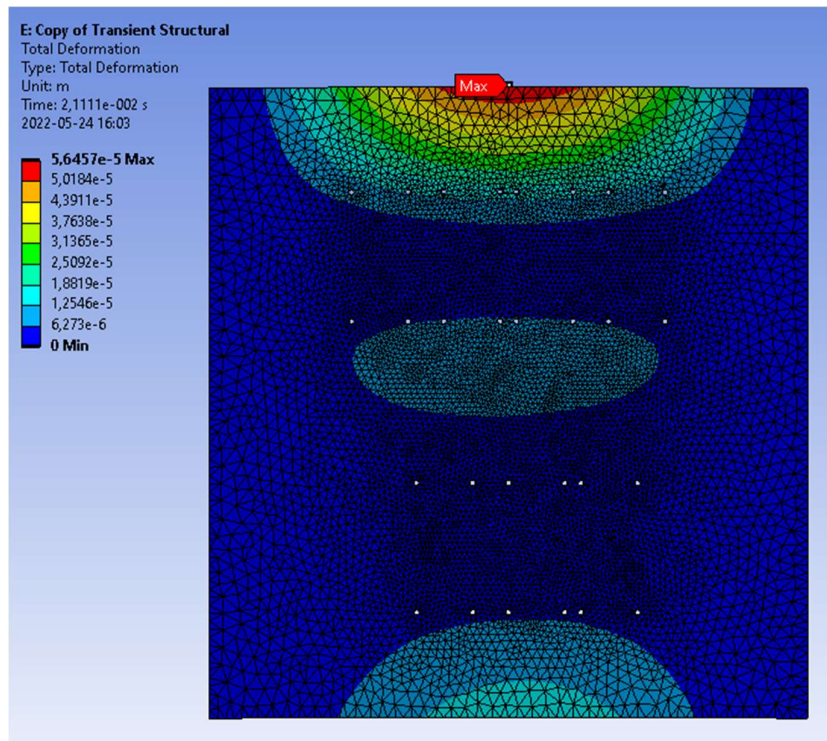 E: Copy of Transient Structural
Total Deformation
Type: Total Deformation
Unit: m
Time: 2,1111e-002 s
2022-05-24 16:03
Max
5,6457e-5 Max
5,0184e-5
4,3911e-5
3,7638e-5
3,1365e-5
2,5092e-5
1,8819e-5
1,2546e-5
6,273e-6
0 Min